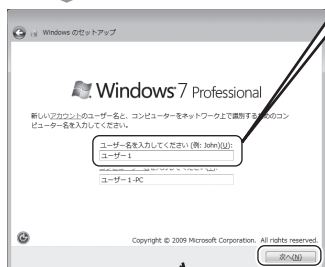 Windows のセットアップ
Windows 7 Professional
新しいアカウントのユーザー名と、コンピューターをネットワーク上で識別するためのコン
ピューター名を入力してください。
ユーザー名を入力してください (例: John)(U):
ユーザー1
ユーザー1-PC
Copyright © 2009 Microsoft Corporation. All rights reserved.
次へ(N)